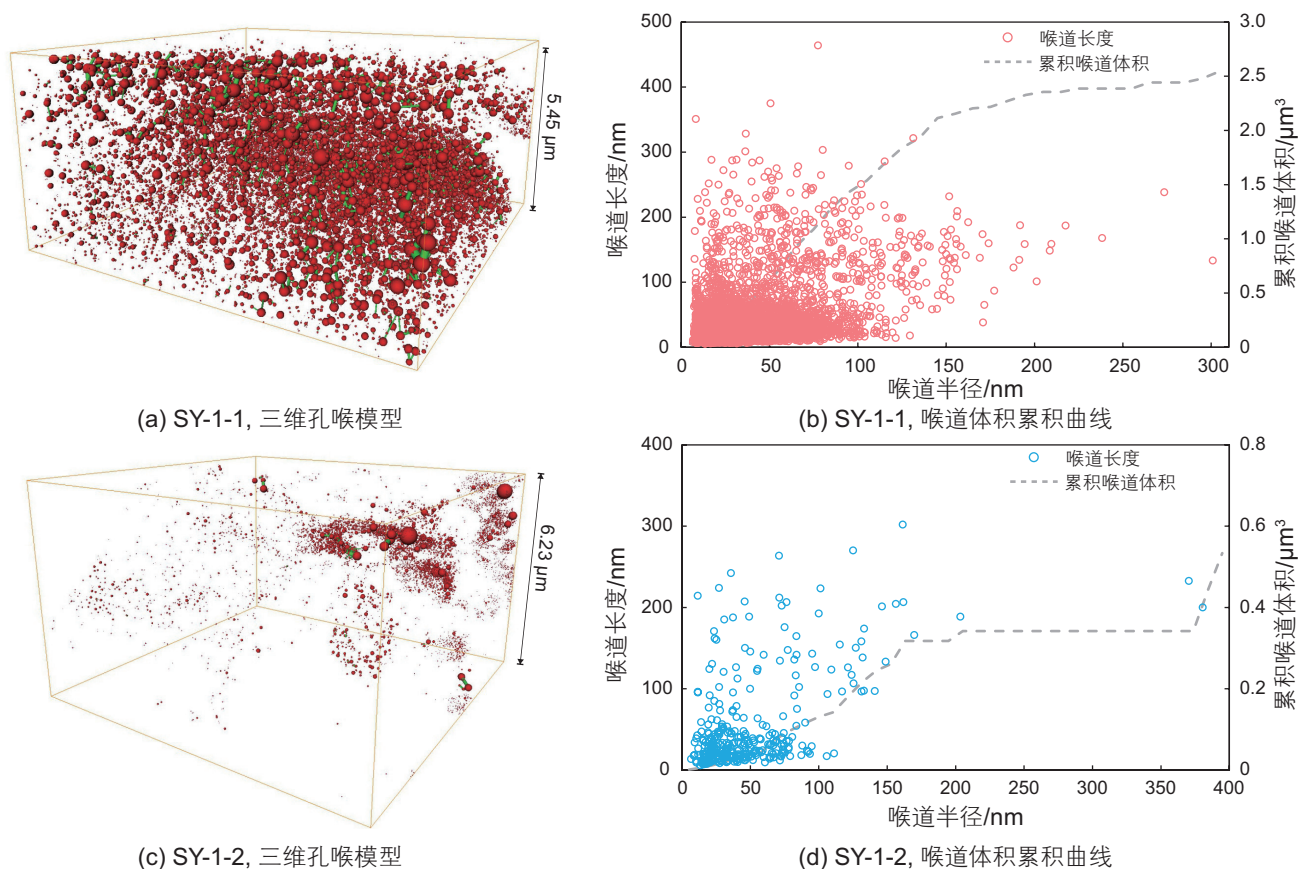 5.45 μm
(a) SY-1-1, 三维孔喉模型
500
400
300
200
100
0
喉道长度/nm
喉道长度
累积喉道体积
3.0
2.5
2.0
1.5
1.0
0.5
0
累积喉道体积/μm³
0 50 100 150 200 250 300
喉道半径/nm
(b) SY-1-1, 喉道体积累积曲线
6.23 μm
(c) SY-1-2, 三维孔喉模型
400
300
200
100
0
喉道长度/nm
喉道长度
累积喉道体积
0.8
0.6
0.4
0.2
0
累积喉道体积/μm³
0 50 100 150 200 250 300 350 400
喉道半径/nm
(d) SY-1-2, 喉道体积累积曲线